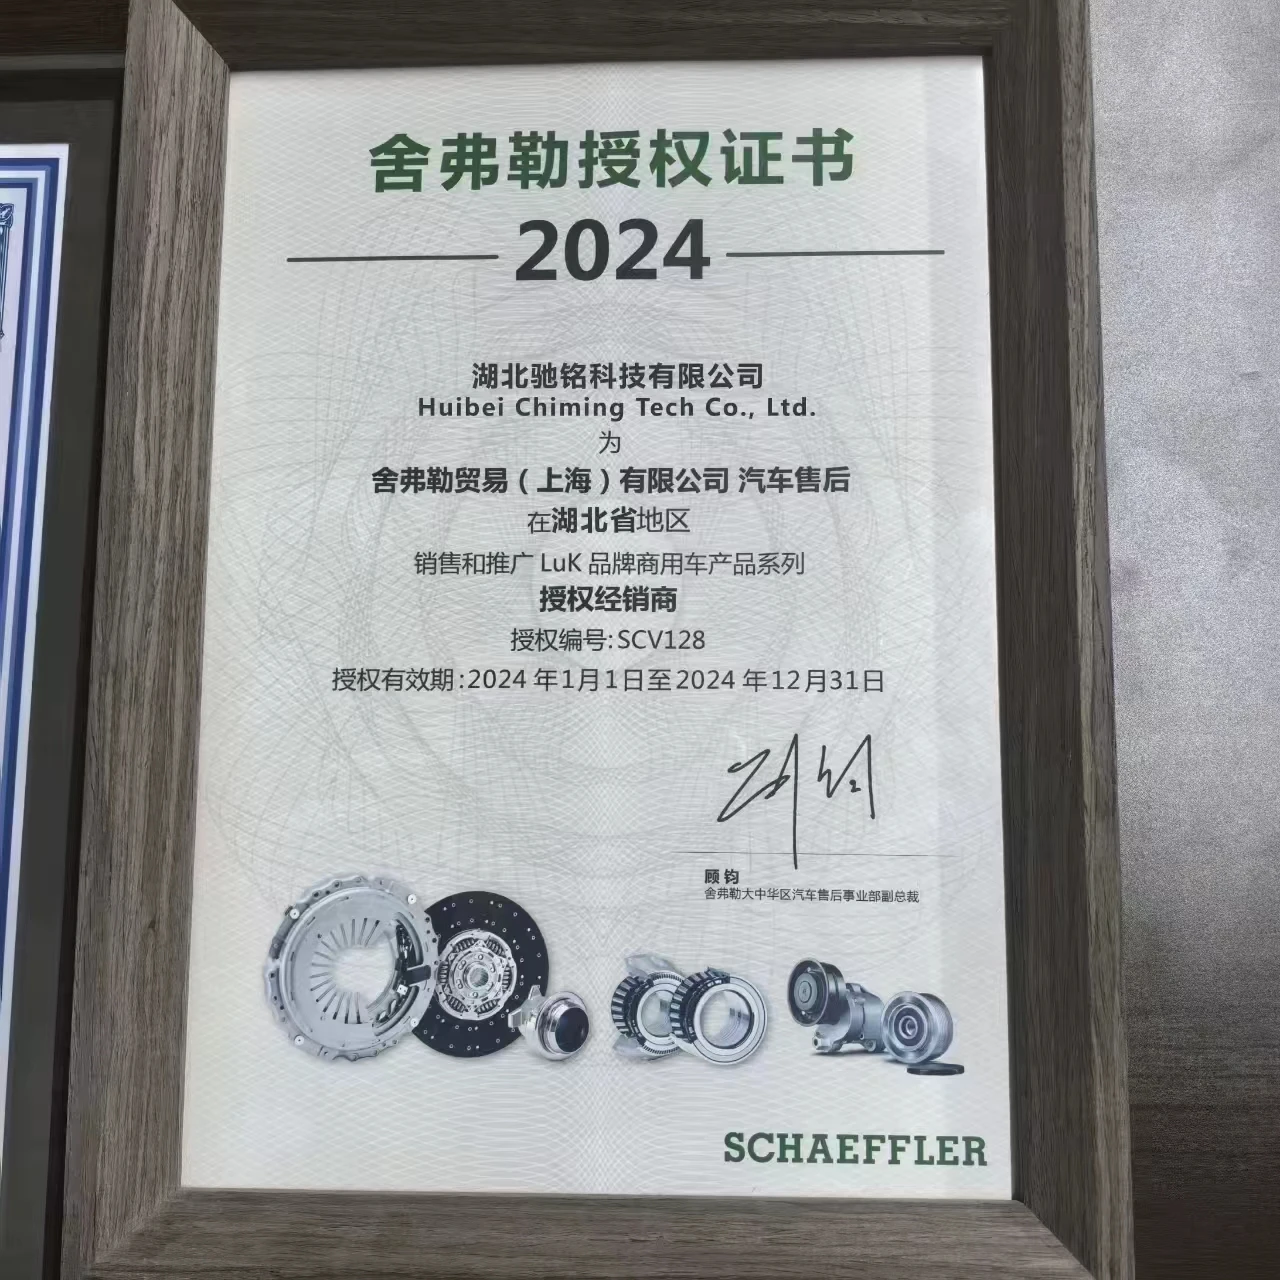 舍弗勒授权证书
2024
湖北驰铭科技有限公司
Huibei Chiming Tech Co., Ltd.
为
舍弗勒贸易（上海）有限公司 汽车售后
在湖北省地区
销售和推广 LuK 品牌商用车产品系列
授权经销商
授权编号:SCV128
授权有效期:2024 年1月1日至2024 年12月31日
顾钧
舍弗勒大中华区汽车售后事业部副总裁
SCHAEFFLER